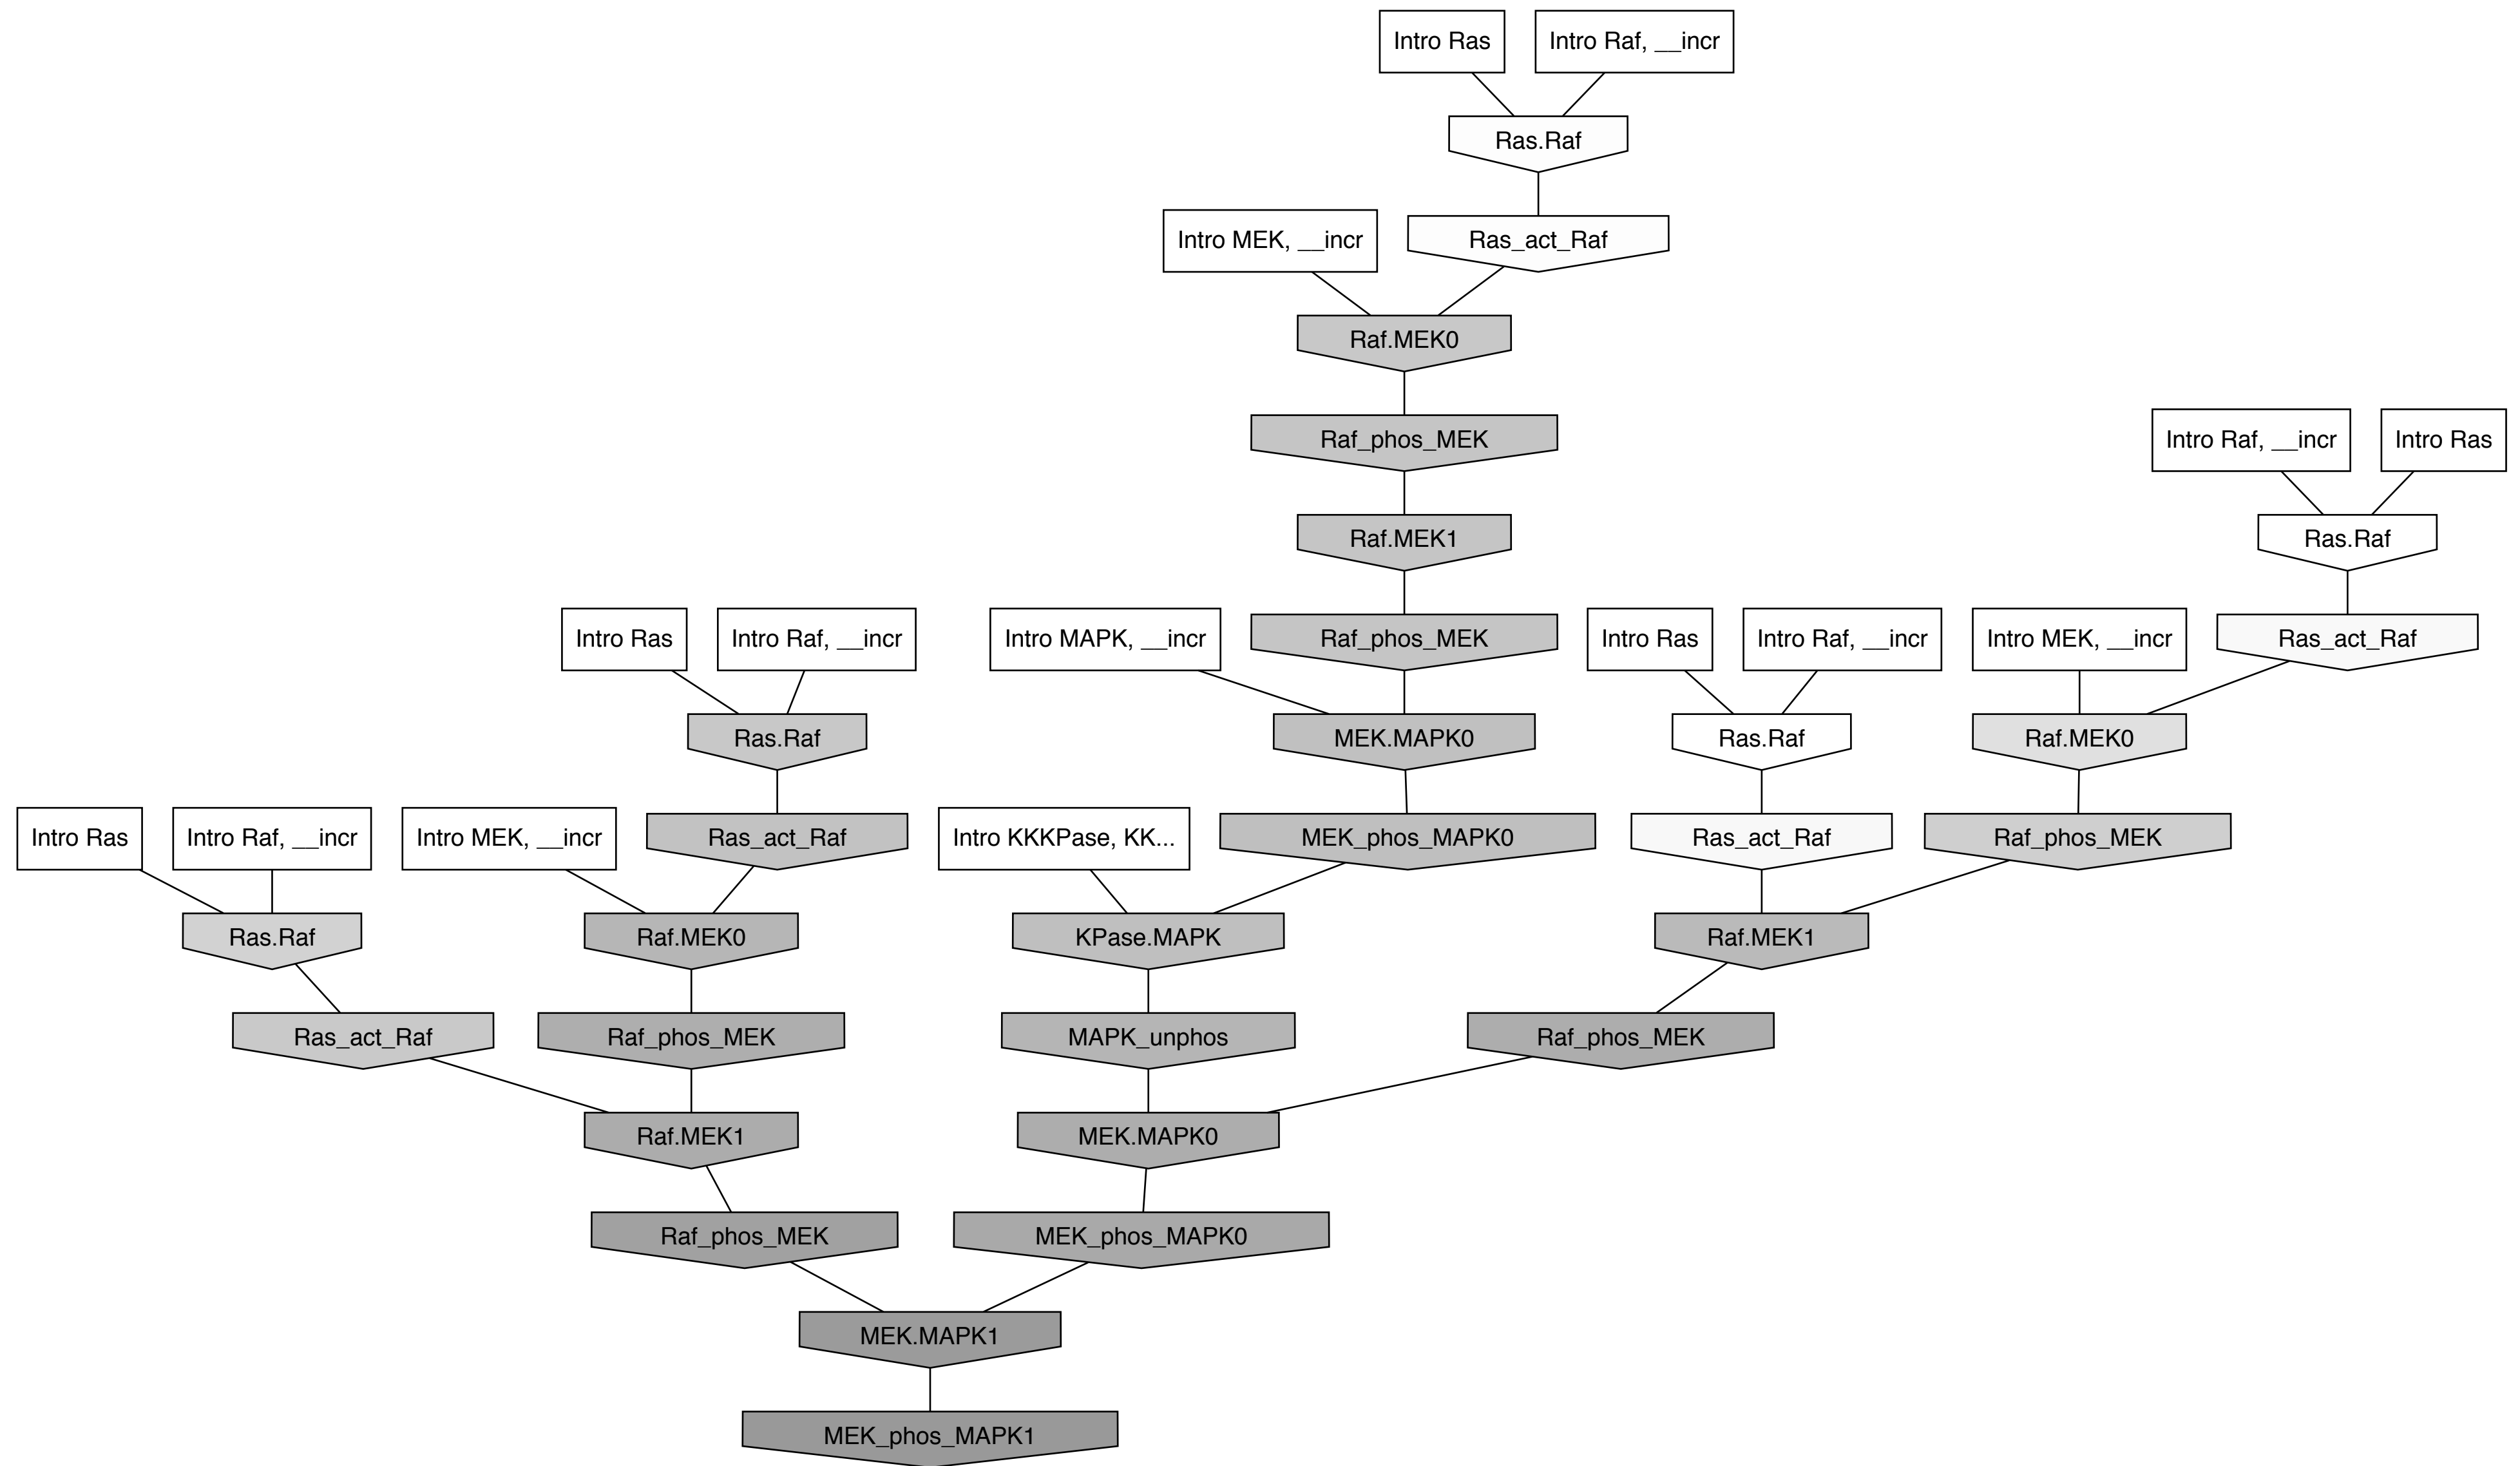 Intro Ras
Intro Raf, __incr
Ras.Raf
Intro MEK, __incr
Ras_act_Raf
Raf.MEK0
Raf_phos_MEK
Intro Raf, __incr
Intro Ras
Raf.MEK1
Ras.Raf
Intro Ras
Intro Raf, __incr
Intro MAPK, __incr
Raf_phos_MEK
Intro Ras
Intro Raf, __incr
Intro MEK, __incr
Ras_act_Raf
Ras.Raf
MEK.MAPK0
Ras.Raf
Raf.MEK0
Intro Ras
Intro Raf, __incr
Intro MEK, __incr
Ras_act_Raf
Intro KKKPase, KK...
MEK_phos_MAPK0
Ras_act_Raf
Raf_phos_MEK
Ras.Raf
Raf.MEK0
KPase.MAPK
Raf.MEK1
Ras_act_Raf
Raf_phos_MEK
MAPK_unphos
Raf_phos_MEK
Raf.MEK1
MEK.MAPK0
Raf_phos_MEK
MEK_phos_MAPK0
MEK.MAPK1
MEK_phos_MAPK1